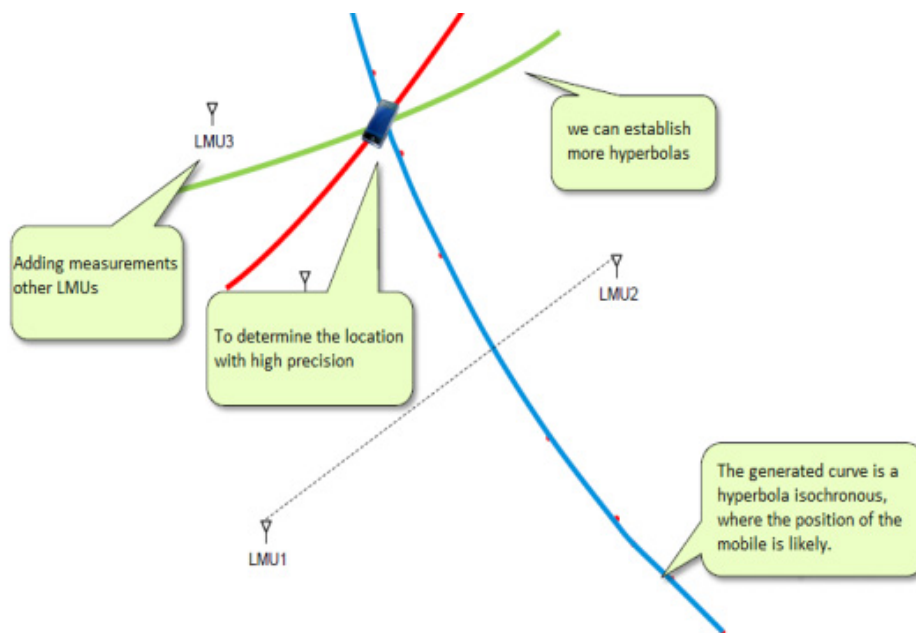 LMU3
we can establish
more hyperbolas
Adding measurements
other LMUs
To determine the location
with high precision
LMU2
LMU1
The generated curve is a
hyperbola isochronous,
where the position of the
mobile is likely.